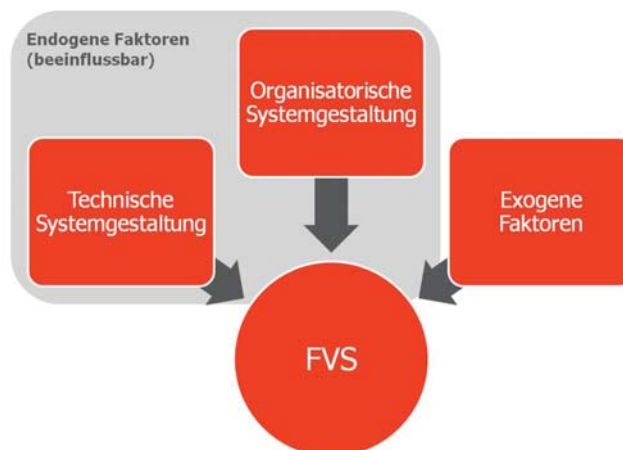 Endogene Faktoren
(beeinflussbar)
Organisatorische
Systemgestaltung
Technische
Systemgestaltung
Exogene
Faktoren
FVS